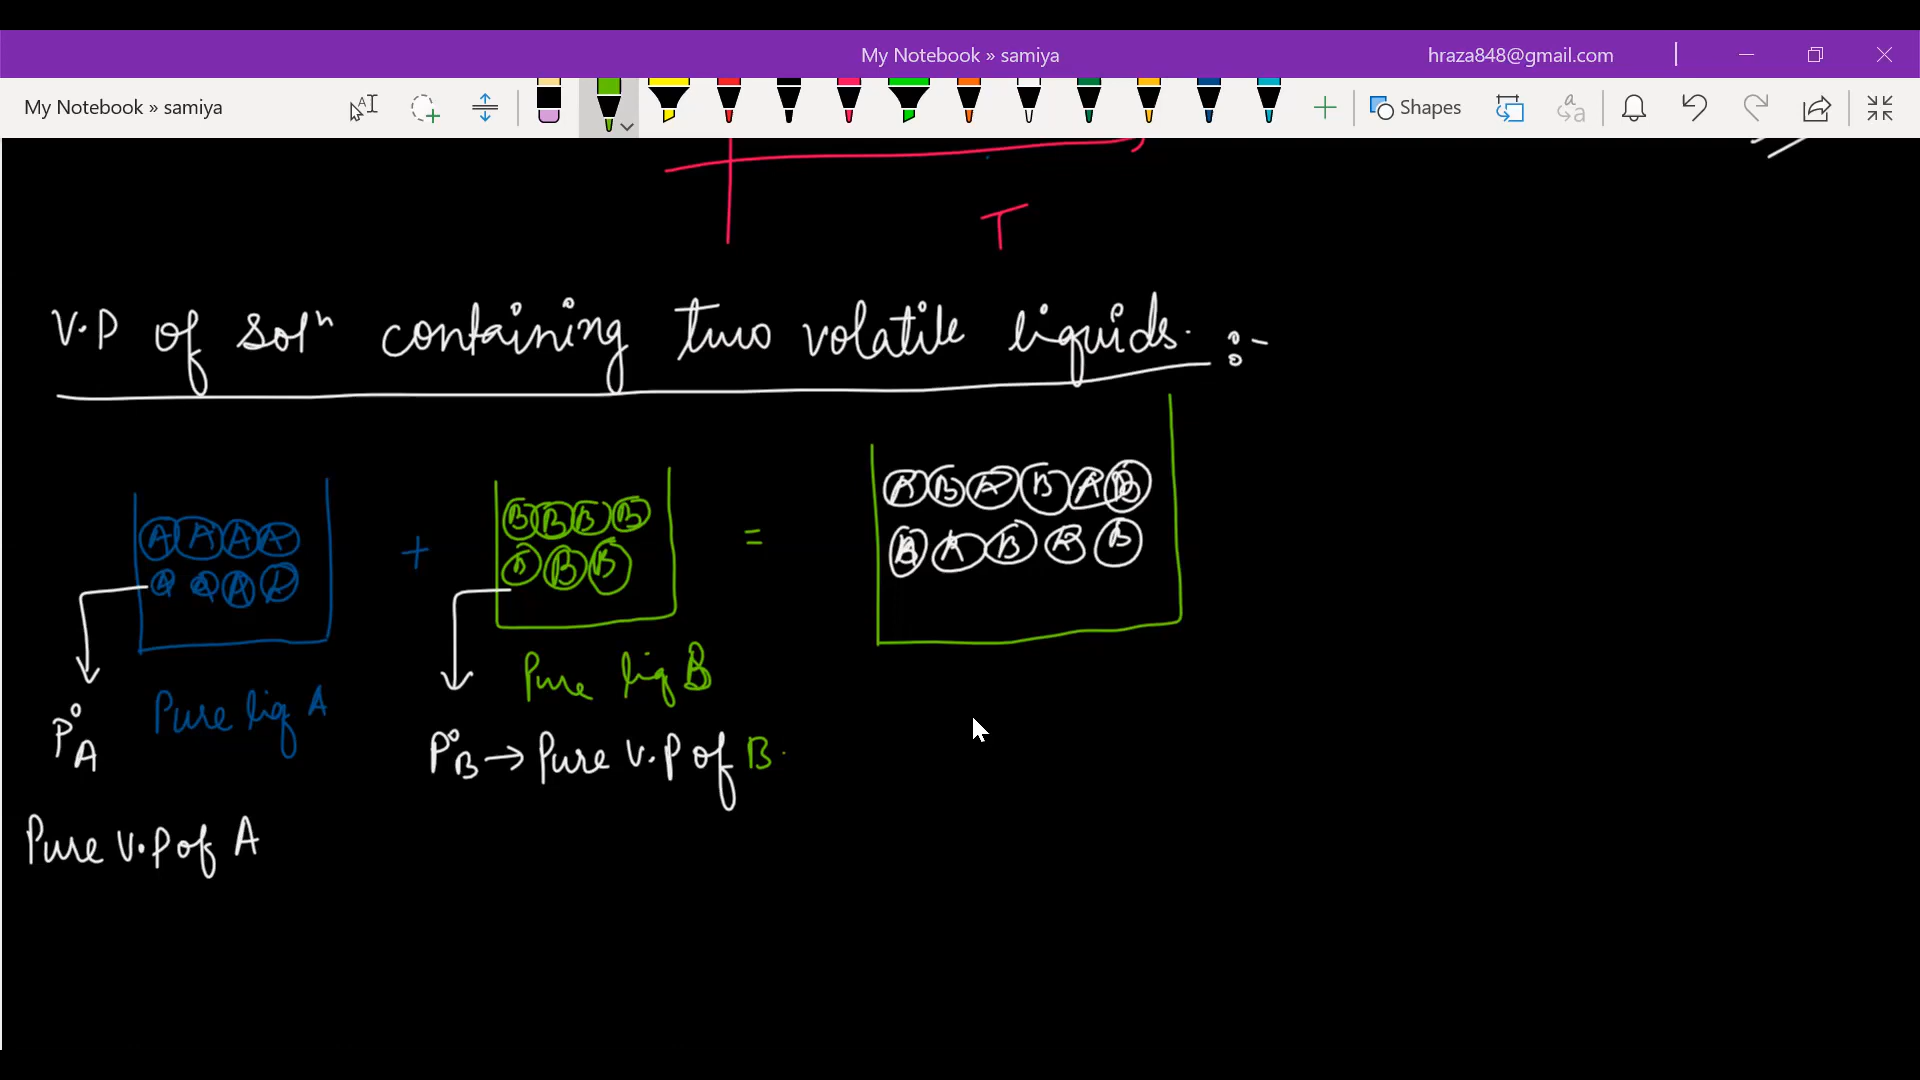 My Notebook » samiya
hraza848@gmail.com
My Notebook » samiya
Shapes
T
V.P of solⁿ containing two volatile liquids. :-
A A A A
A A A
+
B B B B
B B B
=
A B A B A B
A B A B
Pure liq A
Pure liq B
P°A
P°B → Pure V.P of B.
Pure V.P of A